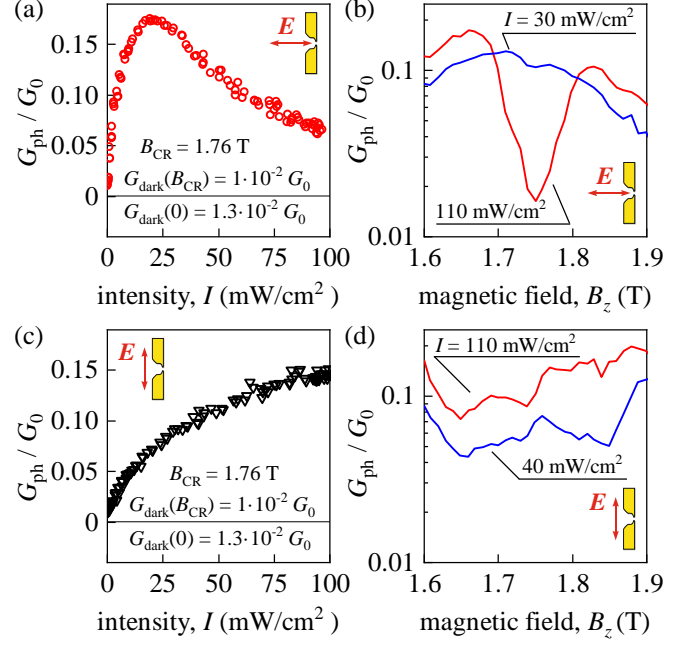 (a)
0.15
0.10
0.05
0
G_ph / G_0
E
B_CR = 1.76 T
G_dark(B_CR) = 1·10^-2 G_0
G_dark(0) = 1.3·10^-2 G_0
0 25 50 75 100
intensity, I (mW/cm^2)
(b)
0.1
0.01
G_ph / G_0
I = 30 mW/cm^2
110 mW/cm^2
E
1.6 1.7 1.8 1.9
magnetic field, B_z (T)
(c)
0.15
0.10
0.05
0
G_ph / G_0
E
B_CR = 1.76 T
G_dark(B_CR) = 1·10^-2 G_0
G_dark(0) = 1.3·10^-2 G_0
0 25 50 75 100
intensity, I (mW/cm^2)
(d)
0.1
0.01
G_ph / G_0
I = 110 mW/cm^2
40 mW/cm^2
E
1.6 1.7 1.8 1.9
magnetic field, B_z (T)